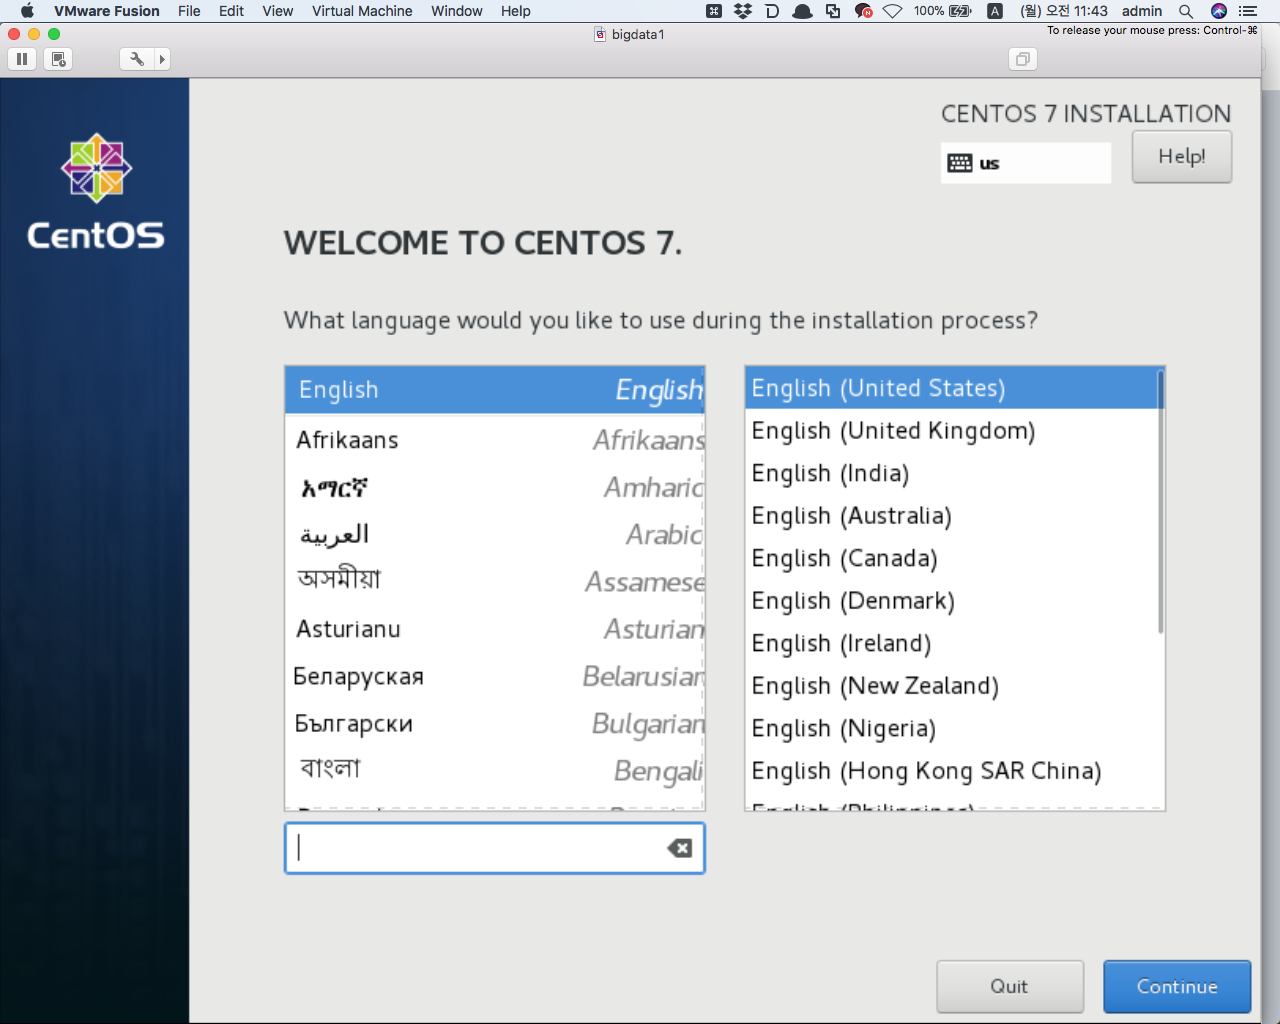 VMware Fusion File Edit View Virtual Machine Window Help 100% A (월) 오전 11:43 admin
bigdata1
To release your mouse press: Control-⌘
CentOS
CENTOS 7 INSTALLATION
us
Help!
WELCOME TO CENTOS 7.
What language would you like to use during the installation process?
English English
Afrikaans Afrikaans
አማርኛ Amharic
العربية Arabic
অসমীয়া Assamese
Asturianu Asturian
Беларуская Belarusian
Български Bulgarian
বাংলা Bengali
English (United States)
English (United Kingdom)
English (India)
English (Australia)
English (Canada)
English (Denmark)
English (Ireland)
English (New Zealand)
English (Nigeria)
English (Hong Kong SAR China)
English (Philippines)
Quit
Continue